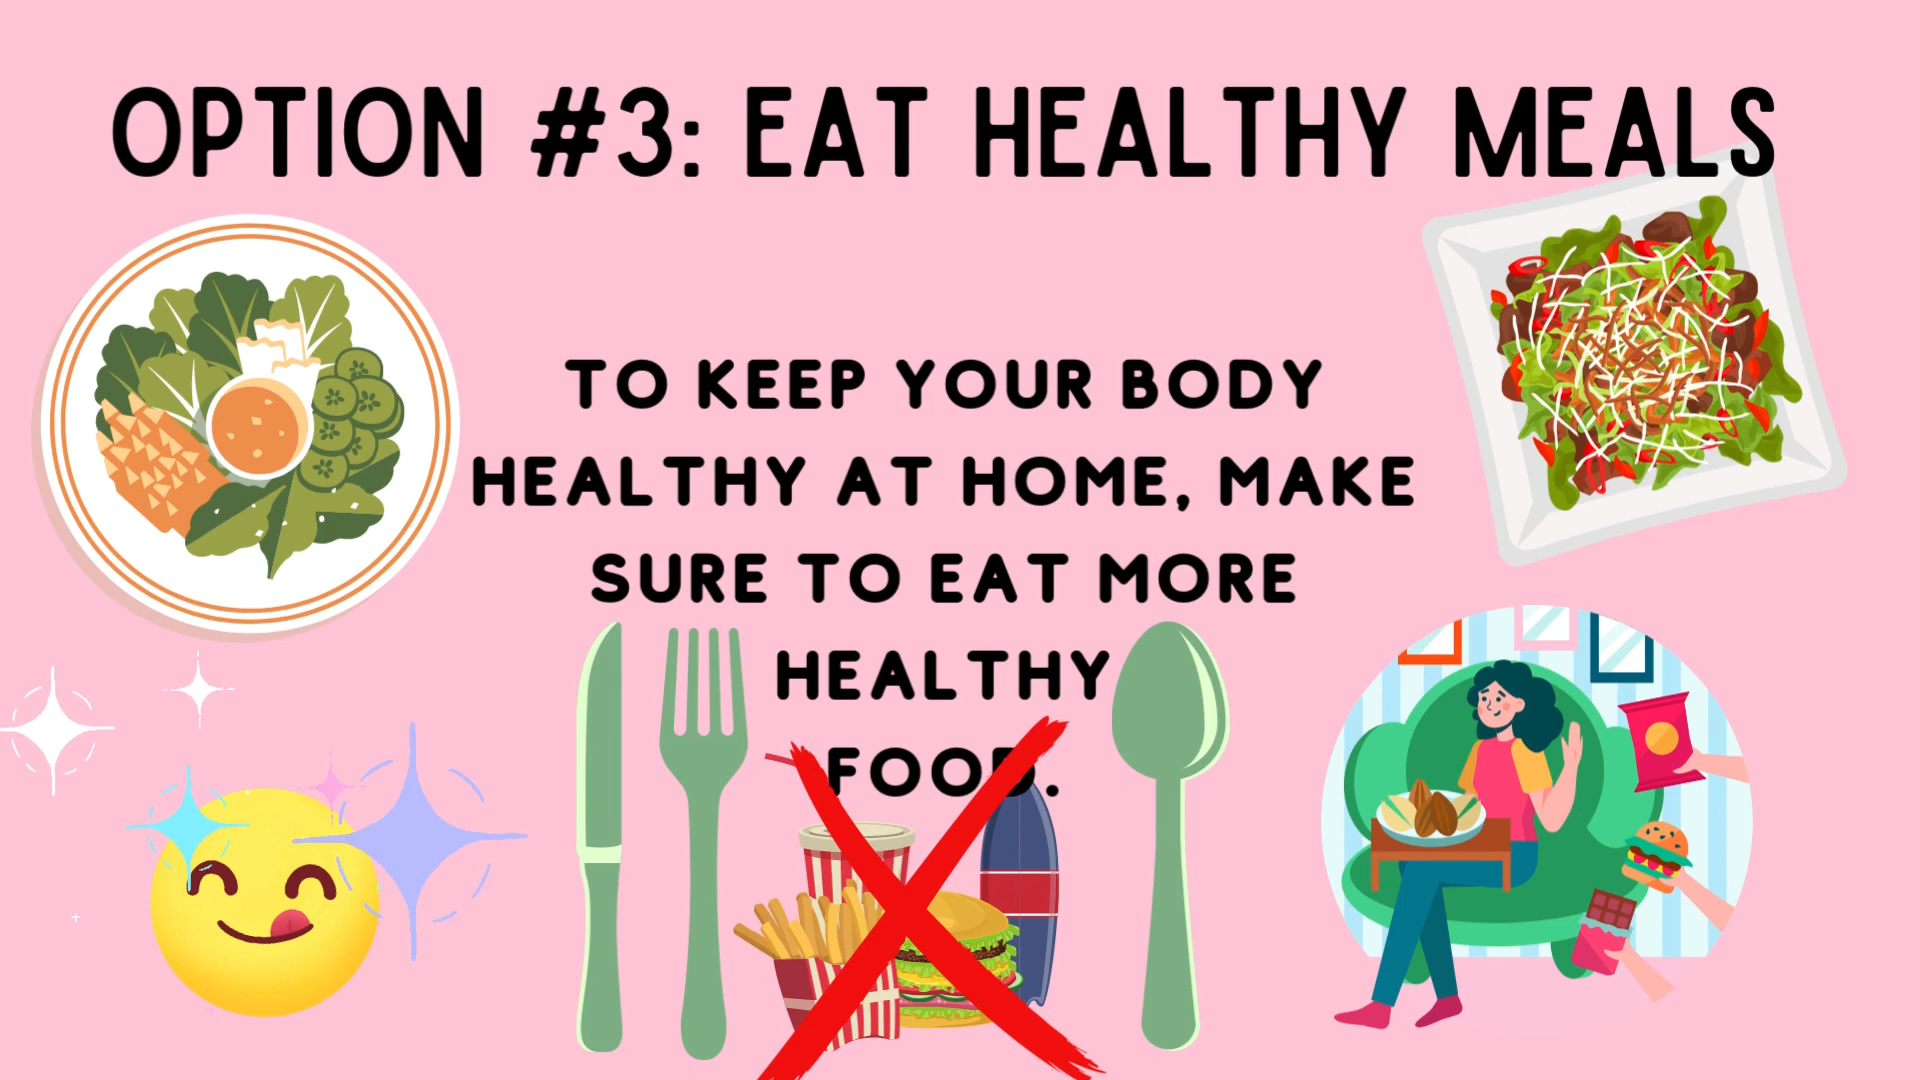 OPTION #3: EAT HEALTHY MEALS
TO KEEP YOUR BODY
HEALTHY AT HOME, MAKE
SURE TO EAT MORE
HEALTHY
FOOD.